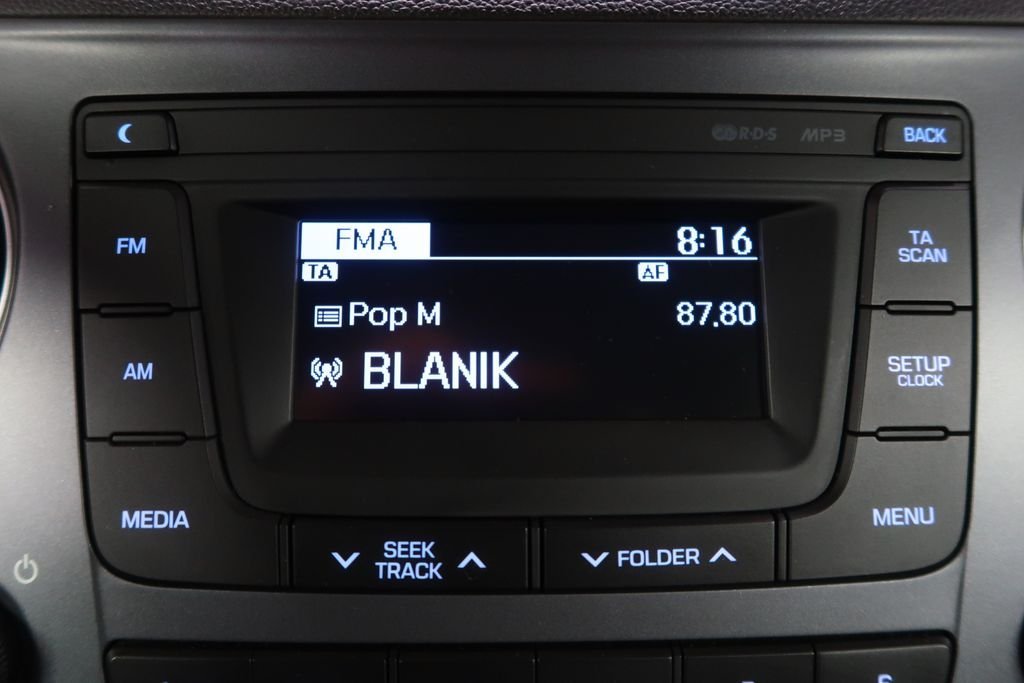 R·D·S MP3 BACK
FM
FMA 8:16
TA AF
Pop M 87.80
BLANIK
TA
SCAN
AM
SETUP
CLOCK
MEDIA
SEEK
TRACK
FOLDER
MENU